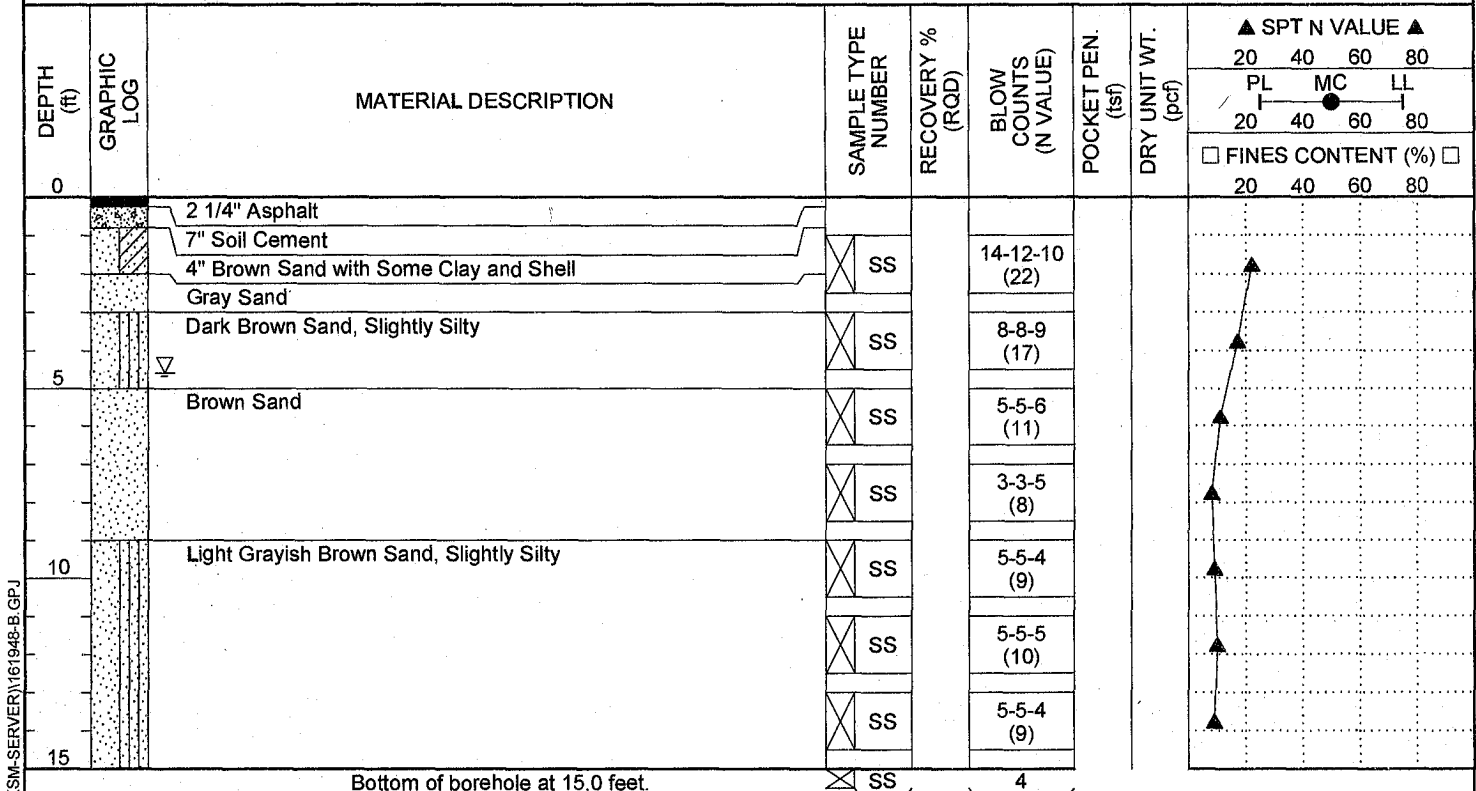 DEPTH
(ft)
GRAPHIC
LOG
MATERIAL DESCRIPTION
SAMPLE TYPE
NUMBER
RECOVERY %
(RQD)
BLOW
COUNTS
(N VALUE)
POCKET PEN.
(tsf)
DRY UNIT WT.
(pcf)
▲ SPT N VALUE ▲
20 40 60 80
PL MC LL
20 40 60 80
□ FINES CONTENT (%) □
20 40 60 80
0
2 1/4" Asphalt
7" Soil Cement
4" Brown Sand with Some Clay and Shell
SS
14-12-10
(22)
Gray Sand
Dark Brown Sand, Slightly Silty
SS
8-8-9
(17)
5
Brown Sand
SS
5-5-6
(11)
SS
3-3-5
(8)
Light Grayish Brown Sand, Slightly Silty
10
SS
5-5-4
(9)
SS
5-5-5
(10)
SS
5-5-4
(9)
15
Bottom of borehole at 15.0 feet.
SS
4
SM-SERVER)\161948-B.GPJ